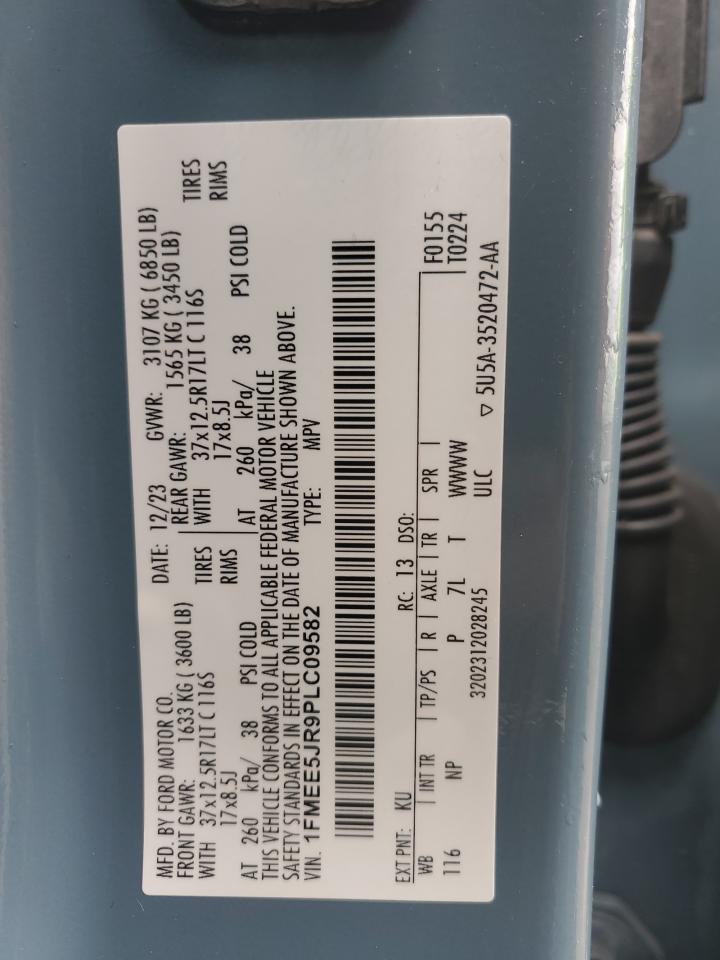 MFD. BY FORD MOTOR CO. DATE: 12/23 GVWR: 3107 KG ( 6850 LB)
FRONT GAWR: 1633 KG ( 3600 LB) REAR GAWR: 1565 KG ( 3450 LB)
WITH 37x12.5R17LT C 116S TIRES WITH 37x12.5R17LT C 116S TIRES
17x8.5J RIMS 17x8.5J RIMS
AT 260 kPa/ 38 PSI COLD AT 260 kPa/ 38 PSI COLD
THIS VEHICLE CONFORMS TO ALL APPLICABLE FEDERAL MOTOR VEHICLE
SAFETY STANDARDS IN EFFECT ON THE DATE OF MANUFACTURE SHOWN ABOVE.
VIN: 1FMEE5JR9PLC09582 TYPE: MPV
EXT PNT: KU RC: 13 DSO: F0155
WB INT TR TP/PS R AXLE TR SPR T0224
116 NP P 7L T WWWW
3202312028245 ULC ▽ 5U5A-3520472-AA